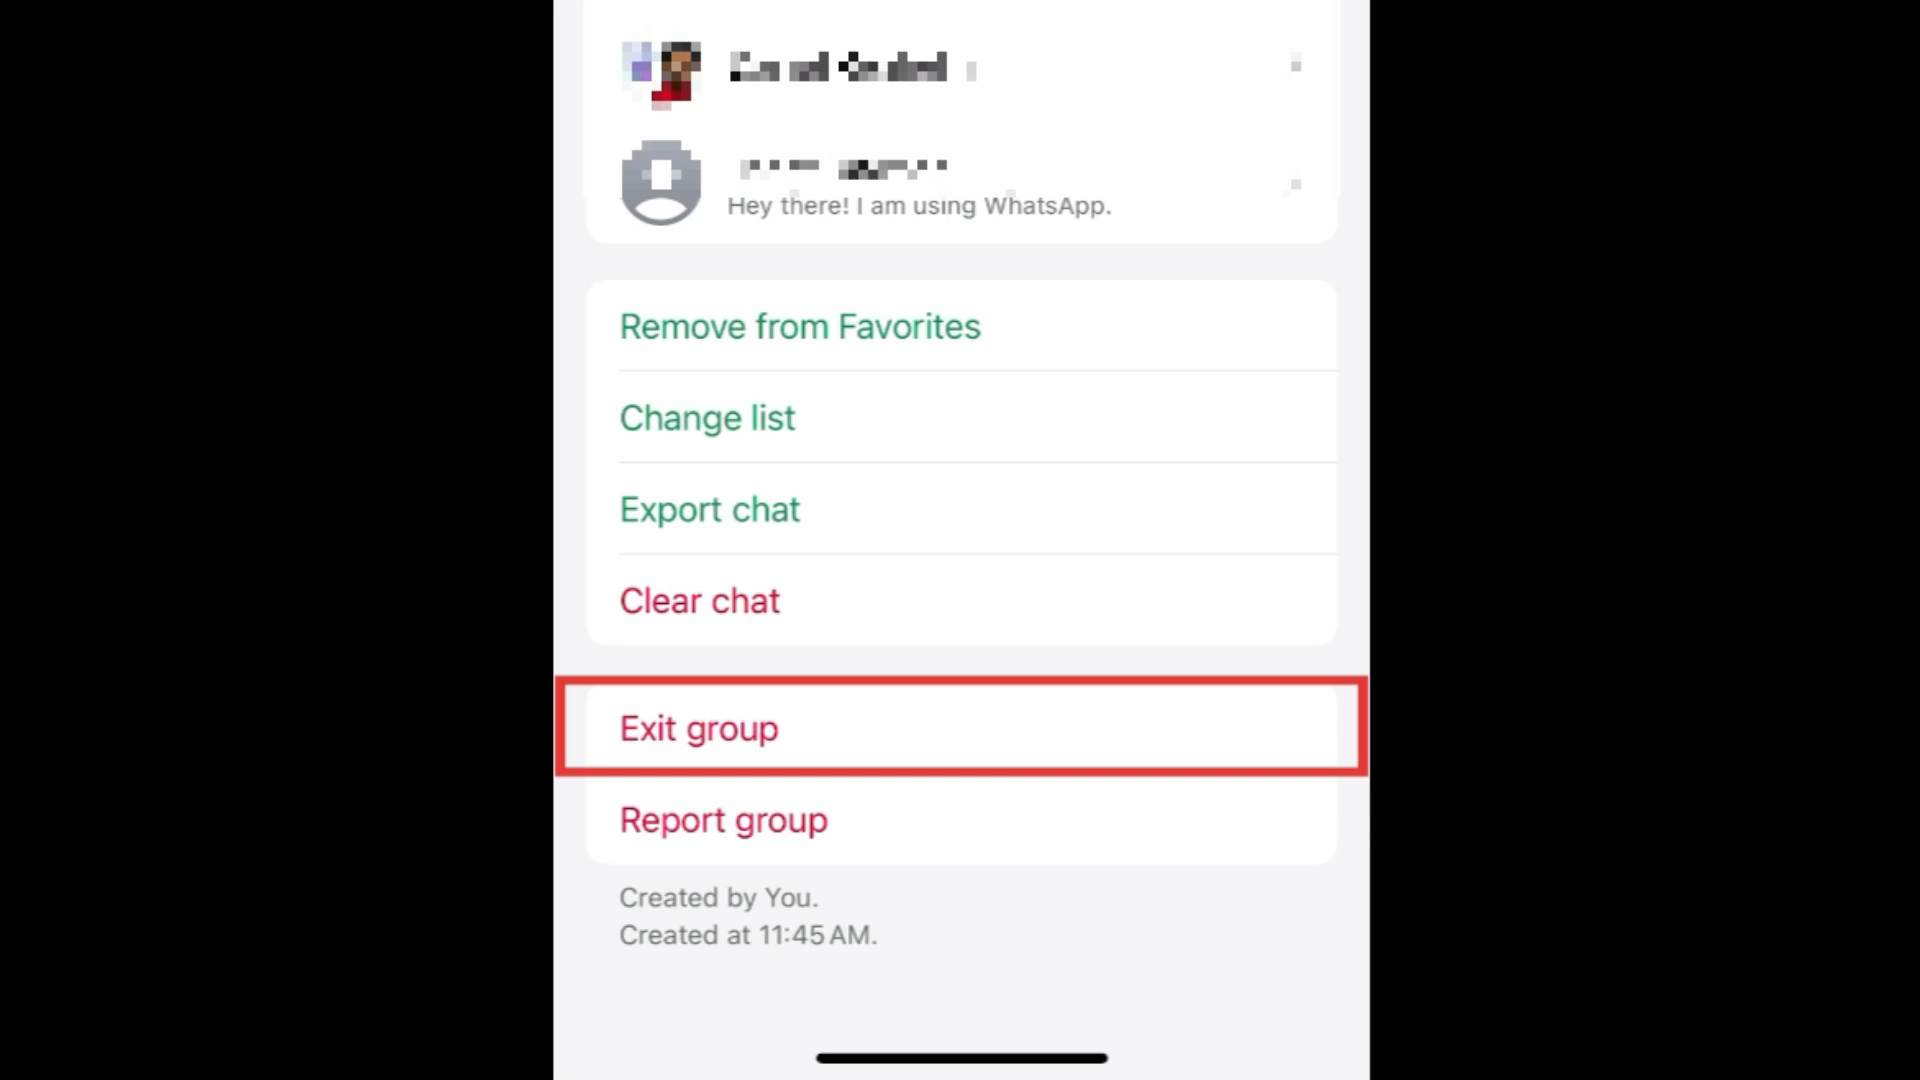 Hey there! I am using WhatsApp.
Remove from Favorites
Change list
Export chat
Clear chat
Exit group
Report group
Created by You.
Created at 11:45 AM.